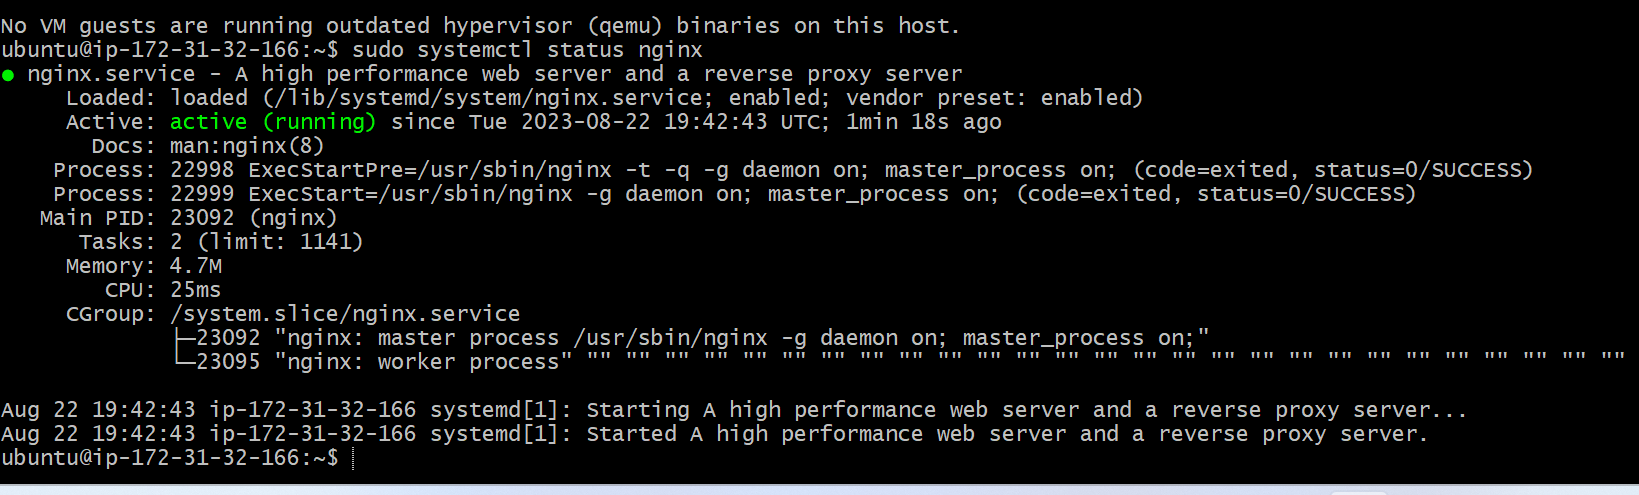 No VM guests are running outdated hypervisor (qemu) binaries on this host.
ubuntu@ip-172-31-32-166:~$ sudo systemctl status nginx
● nginx.service - A high performance web server and a reverse proxy server
     Loaded: loaded (/lib/systemd/system/nginx.service; enabled; vendor preset: enabled)
     Active: active (running) since Tue 2023-08-22 19:42:43 UTC; 1min 18s ago
       Docs: man:nginx(8)
    Process: 22998 ExecStartPre=/usr/sbin/nginx -t -q -g daemon on; master_process on; (code=exited, status=0/SUCCESS)
    Process: 22999 ExecStart=/usr/sbin/nginx -g daemon on; master_process on; (code=exited, status=0/SUCCESS)
   Main PID: 23092 (nginx)
      Tasks: 2 (limit: 1141)
     Memory: 4.7M
        CPU: 25ms
     CGroup: /system.slice/nginx.service
             ├─23092 "nginx: master process /usr/sbin/nginx -g daemon on; master_process on;"
             └─23095 "nginx: worker process" "" "" "" "" "" "" "" "" "" "" "" "" "" "" "" "" "" "" "" "" "" "" "" "" "" "" ""

Aug 22 19:42:43 ip-172-31-32-166 systemd[1]: Starting A high performance web server and a reverse proxy server...
Aug 22 19:42:43 ip-172-31-32-166 systemd[1]: Started A high performance web server and a reverse proxy server.
ubuntu@ip-172-31-32-166:~$